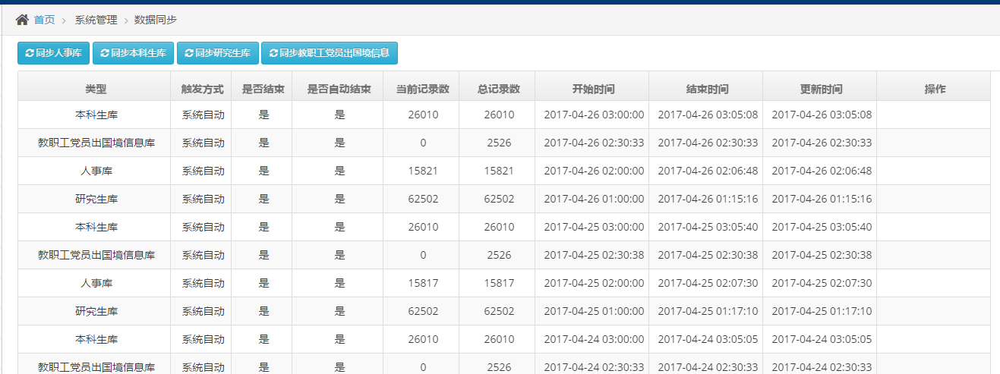 首页 > 系统管理 > 数据同步
同步人事库 同步本科生库 同步研究生库 同步教职工党员出国境信息
类型 触发方式 是否结束 是否自动结束 当前记录数 总记录数 开始时间 结束时间 更新时间 操作
本科生库 系统自动 是 是 26010 26010 2017-04-26 03:00:00 2017-04-26 03:05:08 2017-04-26 03:05:08
教职工党员出国境信息库 系统自动 是 是 0 2526 2017-04-26 02:30:33 2017-04-26 02:30:33 2017-04-26 02:30:33
人事库 系统自动 是 是 15821 15821 2017-04-26 02:00:00 2017-04-26 02:06:48 2017-04-26 02:06:48
研究生库 系统自动 是 是 62502 62502 2017-04-26 01:00:00 2017-04-26 01:15:16 2017-04-26 01:15:16
本科生库 系统自动 是 是 26010 26010 2017-04-25 03:00:00 2017-04-25 03:05:40 2017-04-25 03:05:40
教职工党员出国境信息库 系统自动 是 是 0 2526 2017-04-25 02:30:38 2017-04-25 02:30:38 2017-04-25 02:30:38
人事库 系统自动 是 是 15817 15817 2017-04-25 02:00:00 2017-04-25 02:07:30 2017-04-25 02:07:30
研究生库 系统自动 是 是 62502 62502 2017-04-25 01:00:00 2017-04-25 01:17:10 2017-04-25 01:17:10
本科生库 系统自动 是 是 26010 26010 2017-04-24 03:00:00 2017-04-24 03:05:05 2017-04-24 03:05:05
教职工党员出国境信息库 系统自动 是 是 0 2526 2017-04-24 02:30:33 2017-04-24 02:30:33 2017-04-24 02:30:33